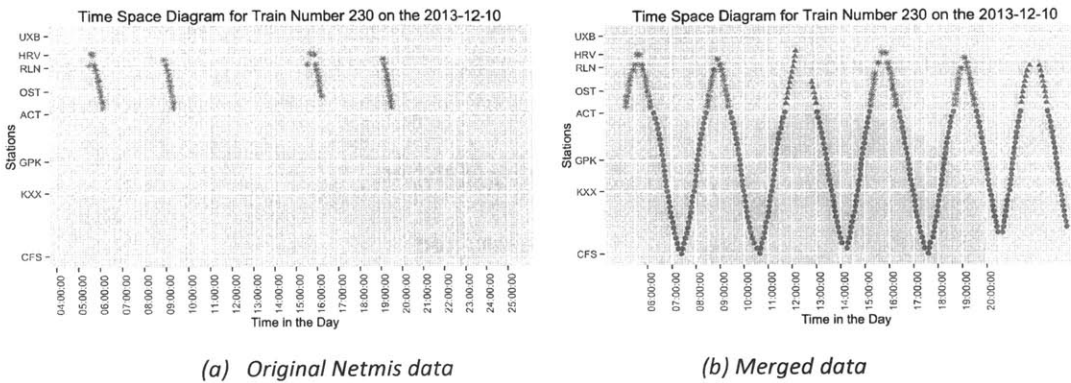 Time Space Diagram for Train Number 230 on the 2013-12-10
UXB
HRV
RLN
OST
ACT
GPK
KXX
CFS
Stations
04:00:00
05:00:00
06:00:00
07:00:00
08:00:00
09:00:00
10:00:00
11:00:00
12:00:00
13:00:00
14:00:00
15:00:00
16:00:00
17:00:00
18:00:00
19:00:00
20:00:00
21:00:00
22:00:00
23:00:00
24:00:00
25:00:00
Time in the Day
(a) Original Netmis data
Time Space Diagram for Train Number 230 on the 2013-12-10
UXB
HRV
RLN
OST
ACT
GPK
KXX
CFS
Stations
06:00:00
07:00:00
08:00:00
09:00:00
10:00:00
11:00:00
12:00:00
13:00:00
14:00:00
15:00:00
16:00:00
17:00:00
18:00:00
19:00:00
20:00:00
Time in the Day
(b) Merged data